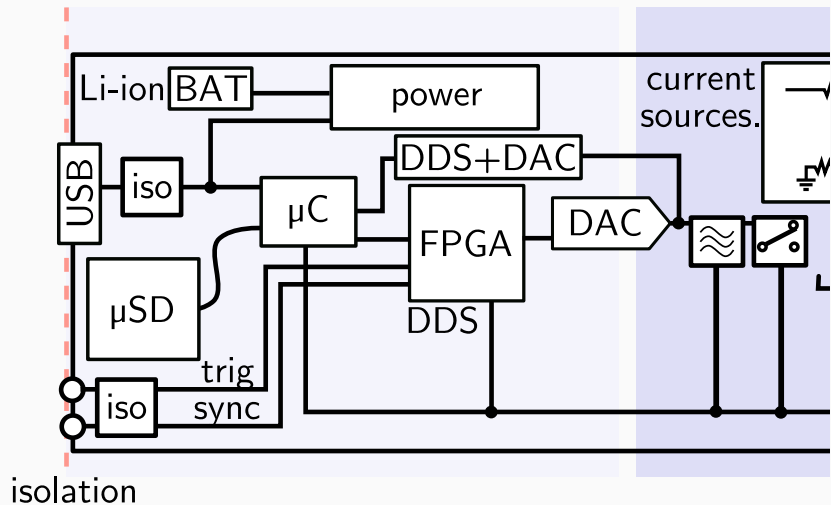 Li-ion BAT
power
current
sources.
DDS+DAC
USB
iso
µC
DAC
FPGA
µSD
DDS
trig
iso
sync
isolation